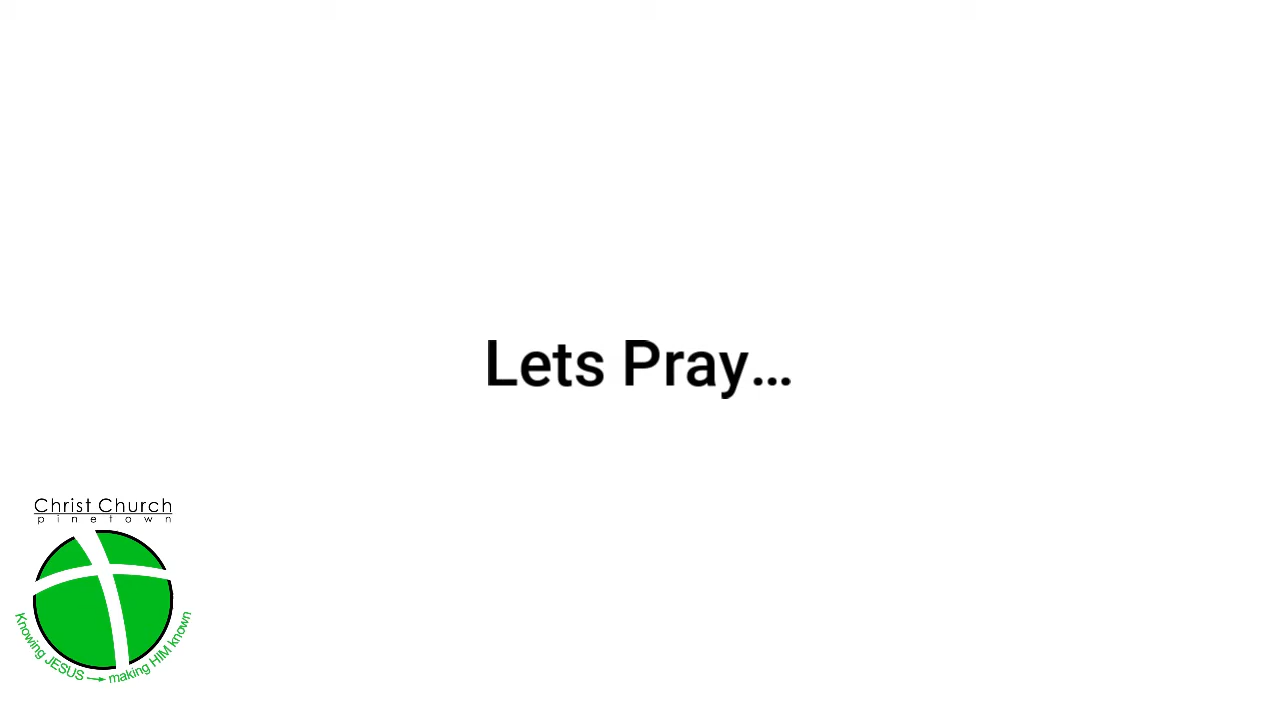 Lets Pray...
Christ Church
pinetown
Knowing JESUS → making HIM known